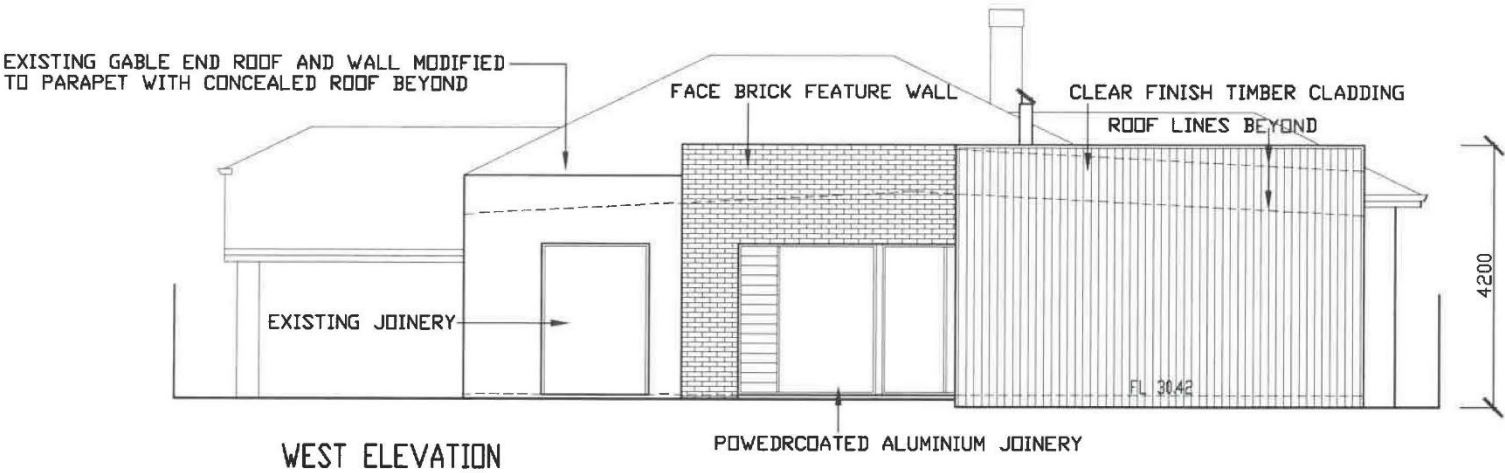 EXISTING GABLE END ROOF AND WALL MODIFIED
TO PARAPET WITH CONCEALED ROOF BEYOND
FACE BRICK FEATURE WALL
CLEAR FINISH TIMBER CLADDING
ROOF LINES BEYOND
4200
EXISTING JOINERY
FL 30.42
POWEDRCOATED ALUMINIUM JOINERY
WEST ELEVATION